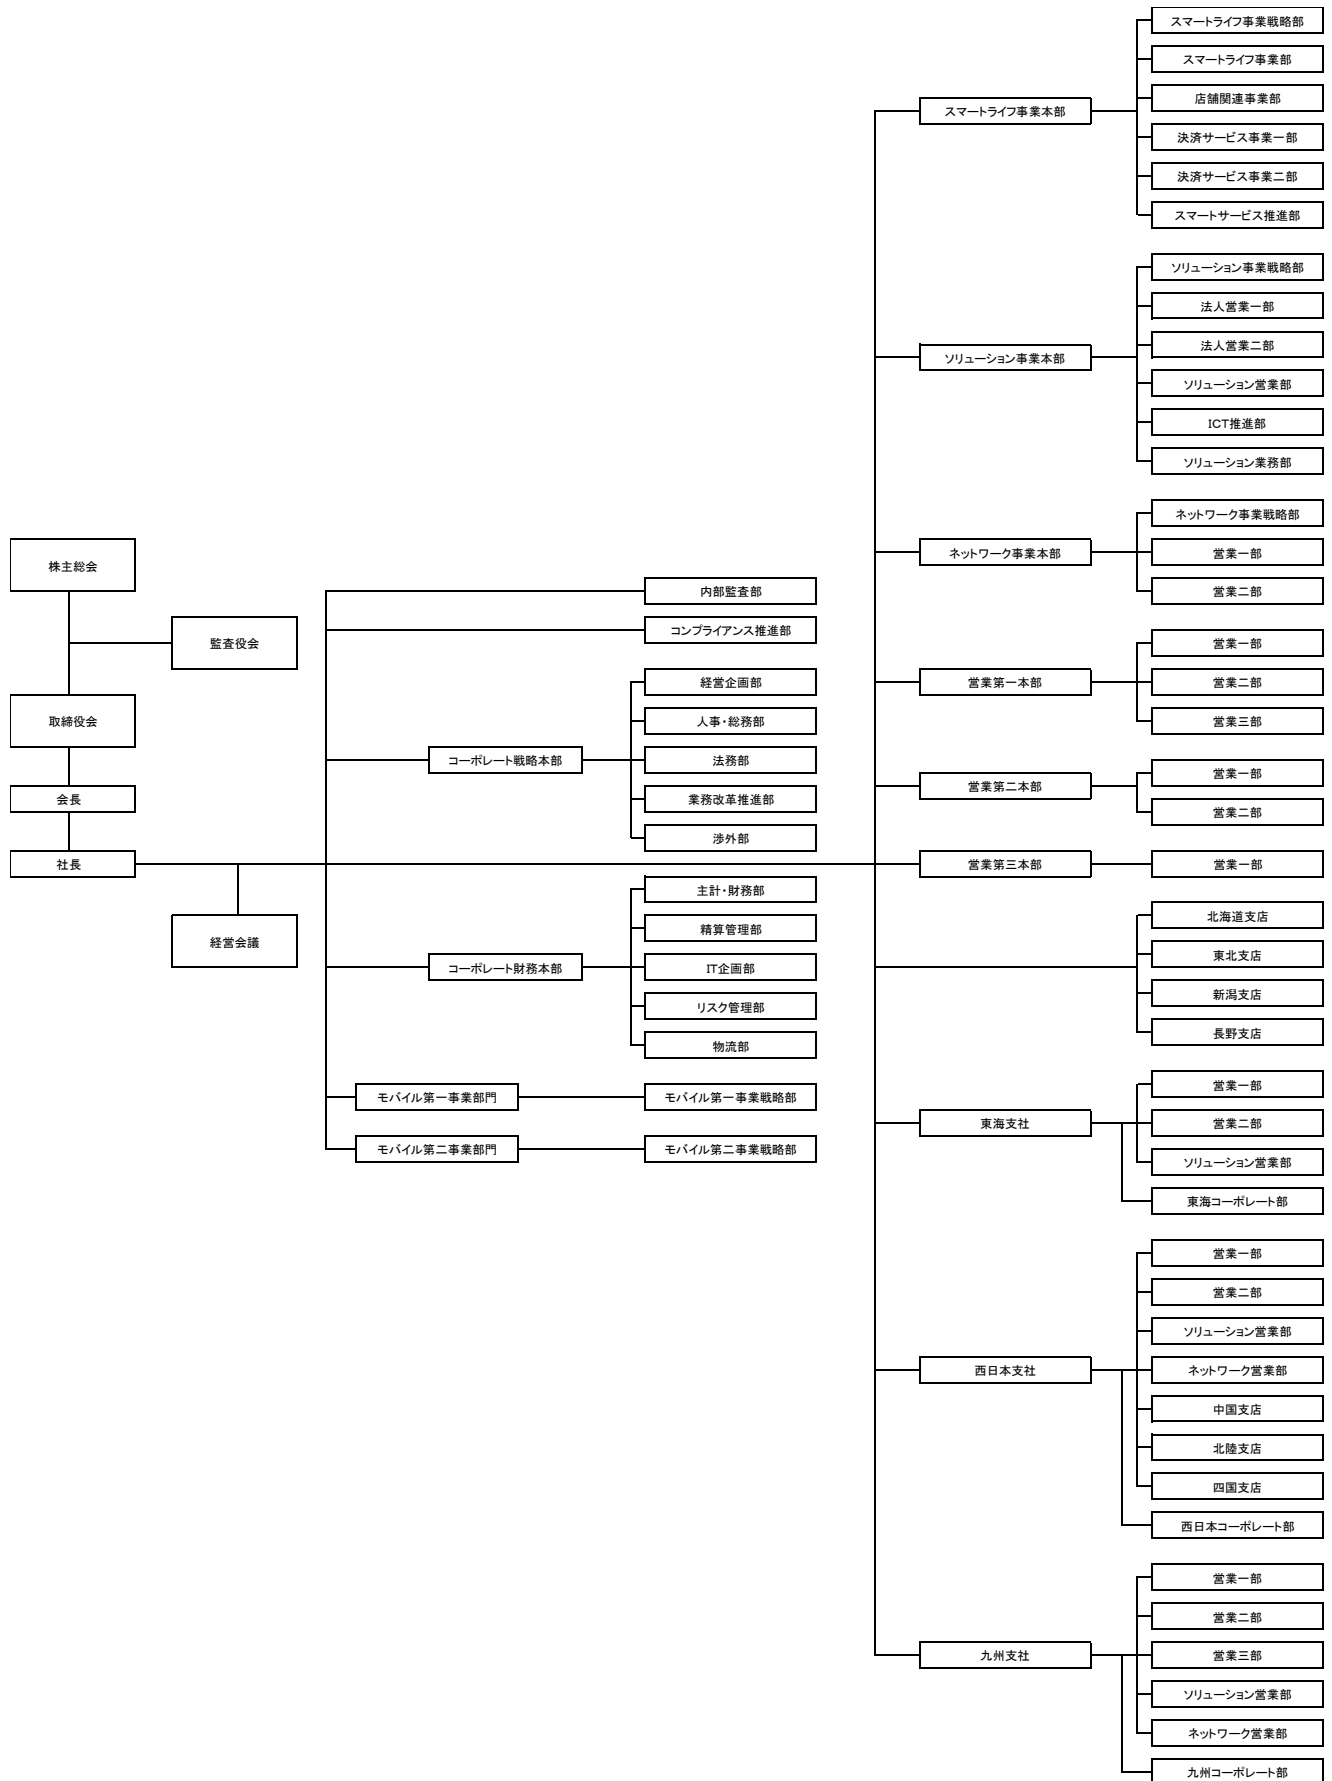 株主総会
監査役会
取締役会
会長
社長
経営会議
内部監査部
コンプライアンス推進部
コーポレート戦略本部
経営企画部
人事・総務部
法務部
業務改革推進部
渉外部
コーポレート財務本部
主計・財務部
精算管理部
IT企画部
リスク管理部
物流部
モバイル第一事業部門
モバイル第一事業戦略部
モバイル第二事業部門
モバイル第二事業戦略部
スマートライフ事業本部
スマートライフ事業戦略部
スマートライフ事業部
店舗関連事業部
決済サービス事業一部
決済サービス事業二部
スマートサービス推進部
ソリューション事業本部
ソリューション事業戦略部
法人営業一部
法人営業二部
ソリューション営業部
ICT推進部
ソリューション業務部
ネットワーク事業本部
ネットワーク事業戦略部
営業一部
営業二部
営業第一本部
営業一部
営業二部
営業三部
営業第二本部
営業一部
営業二部
営業第三本部
営業一部
北海道支店
東北支店
新潟支店
長野支店
東海支社
営業一部
営業二部
ソリューション営業部
東海コーポレート部
西日本支社
営業一部
営業二部
ソリューション営業部
ネットワーク営業部
中国支店
北陸支店
四国支店
西日本コーポレート部
九州支社
営業一部
営業二部
営業三部
ソリューション営業部
ネットワーク営業部
九州コーポレート部